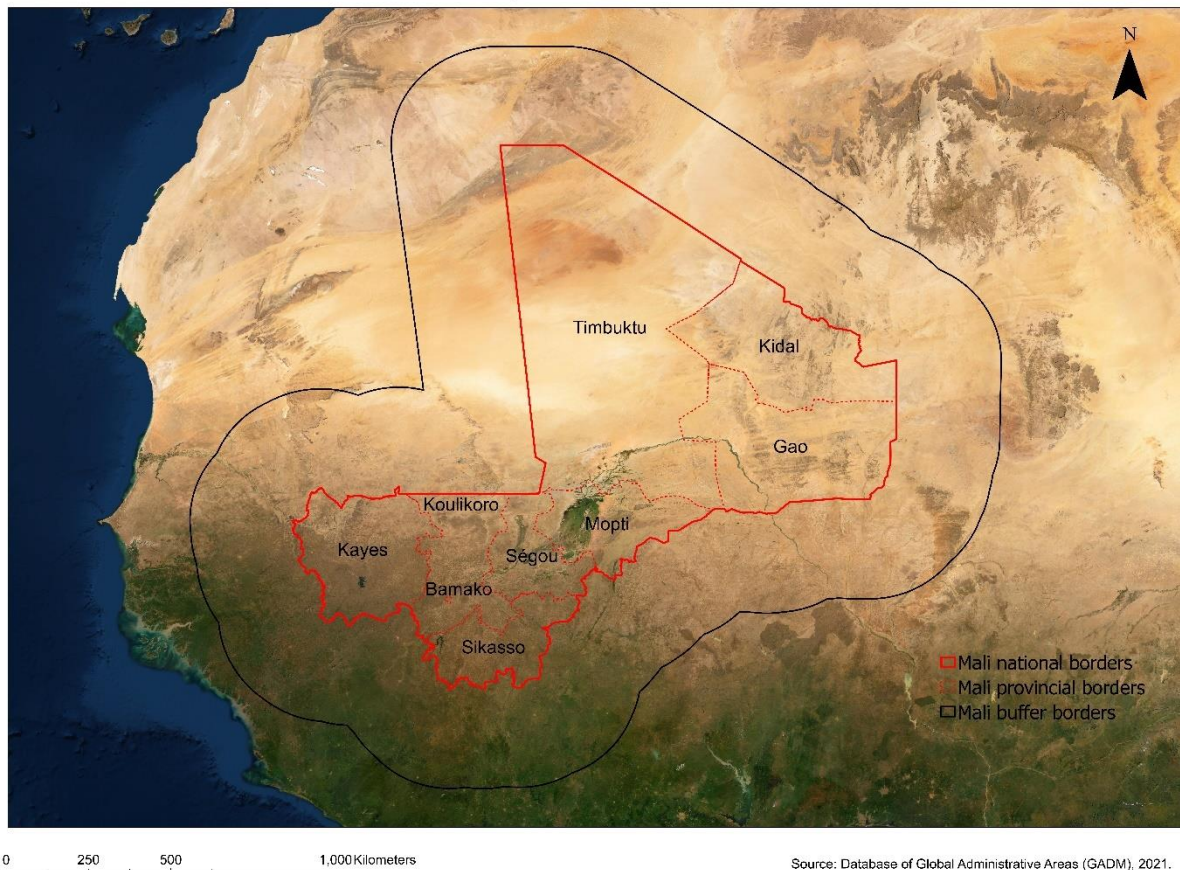 N
Timbuktu
Kidal
Gao
Koulikoro
Mopti
Kayes
Ségou
Bamako
Sikasso
Mali national borders
Mali provincial borders
Mali buffer borders
0 250 500 1,000 Kilometers
Source: Database of Global Administrative Areas (GADM), 2021.